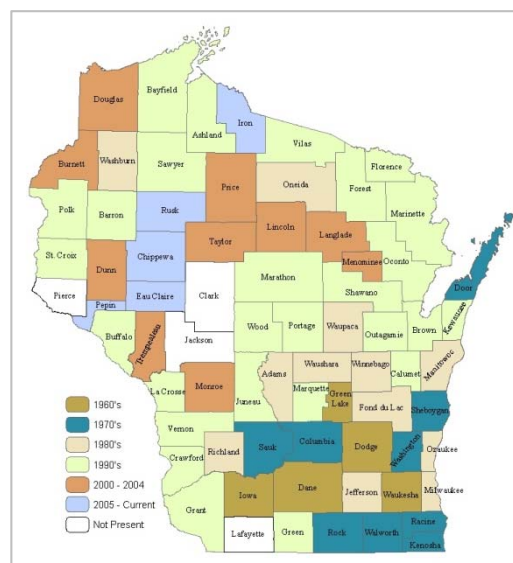 Douglas
Bayfield
Iron
Ashland
Vilas
Burnett
Washburn
Sawyer
Florence
Forest
Oneida
Price
Marinette
Polk
Barron
Rusk
Lincoln
Langlade
Taylor
Oconto
Menominee
St. Croix
Dunn
Chippewa
Marathon
Door
Pierce
Clark
Shawano
Pepin
Eau Claire
Kewaunee
Buffalo
Trempealeau
Jackson
Wood
Portage
Waupaca
Outagamie
Brown
Adams
Waushara
Winnebago
Calumet
Manitowoc
La Crosse
Monroe
Juneau
Marquette
Green
Lake
Fond du Lac
Sheboygan
Vernon
Crawford
Richland
Sauk
Columbia
Dodge
Washington
Ozaukee
Grant
Iowa
Dane
Jefferson
Waukesha
Milwaukee
Lafayette
Green
Rock
Walworth
Racine
Kenosha
1960's
1970's
1980's
1990's
2000 - 2004
2005 - Current
Not Present